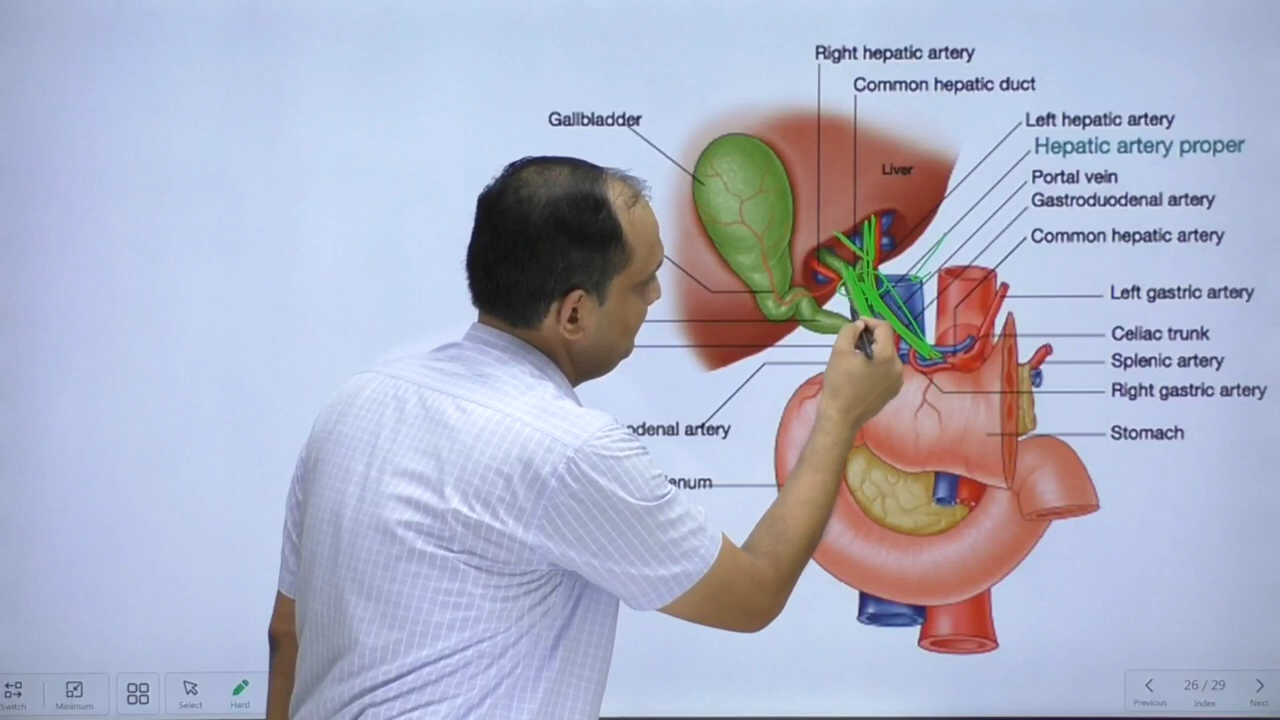 Right hepatic artery
Common hepatic duct
Gallbladder
Left hepatic artery
Hepatic artery proper
Liver
Portal vein
Gastroduodenal artery
Common hepatic artery
Left gastric artery
Celiac trunk
Splenic artery
Right gastric artery
odenal artery
Stomach
enum
Switch
Minimum
Select
Hard
Previous
26 / 29
Index
Next